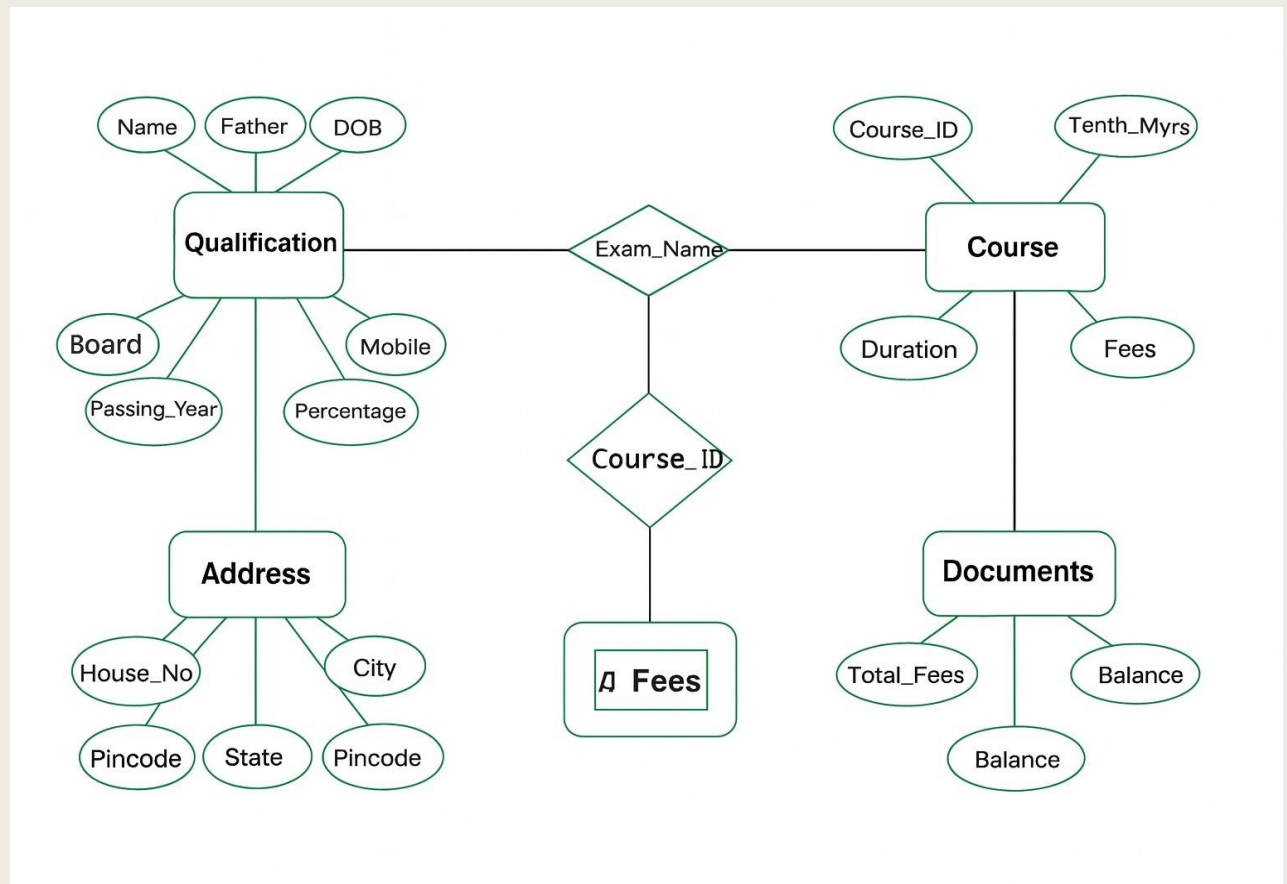 Name
Father
DOB
Course_ID
Tenth_Myrs
Qualification
Exam_Name
Course
Board
Mobile
Duration
Fees
Passing_Year
Percentage
Course_ID
Address
Documents
House_No
City
Fees
Total_Fees
Balance
Pincode
State
Pincode
Balance